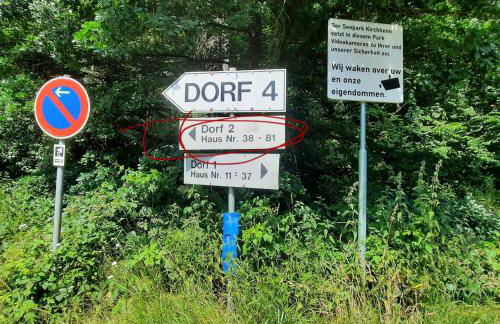 Der Seepark Kirchheim
setzt in diesem Park
Videokameras zu Ihrer und
unserer Sicherheit ein.
Wij waken over uw
en onze
eigendommen.
DORF 4
Dorf 2
Haus Nr. 38 - 81
Dorf 1
Haus Nr. 11 - 37